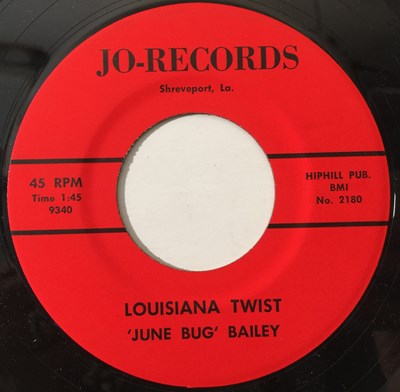 JO-RECORDS
Shreveport, La.
45 RPM
Time 1:45
9340
HIPHILL PUB.
BMI
No. 2180
LOUISIANA TWIST
'JUNE BUG' BAILEY